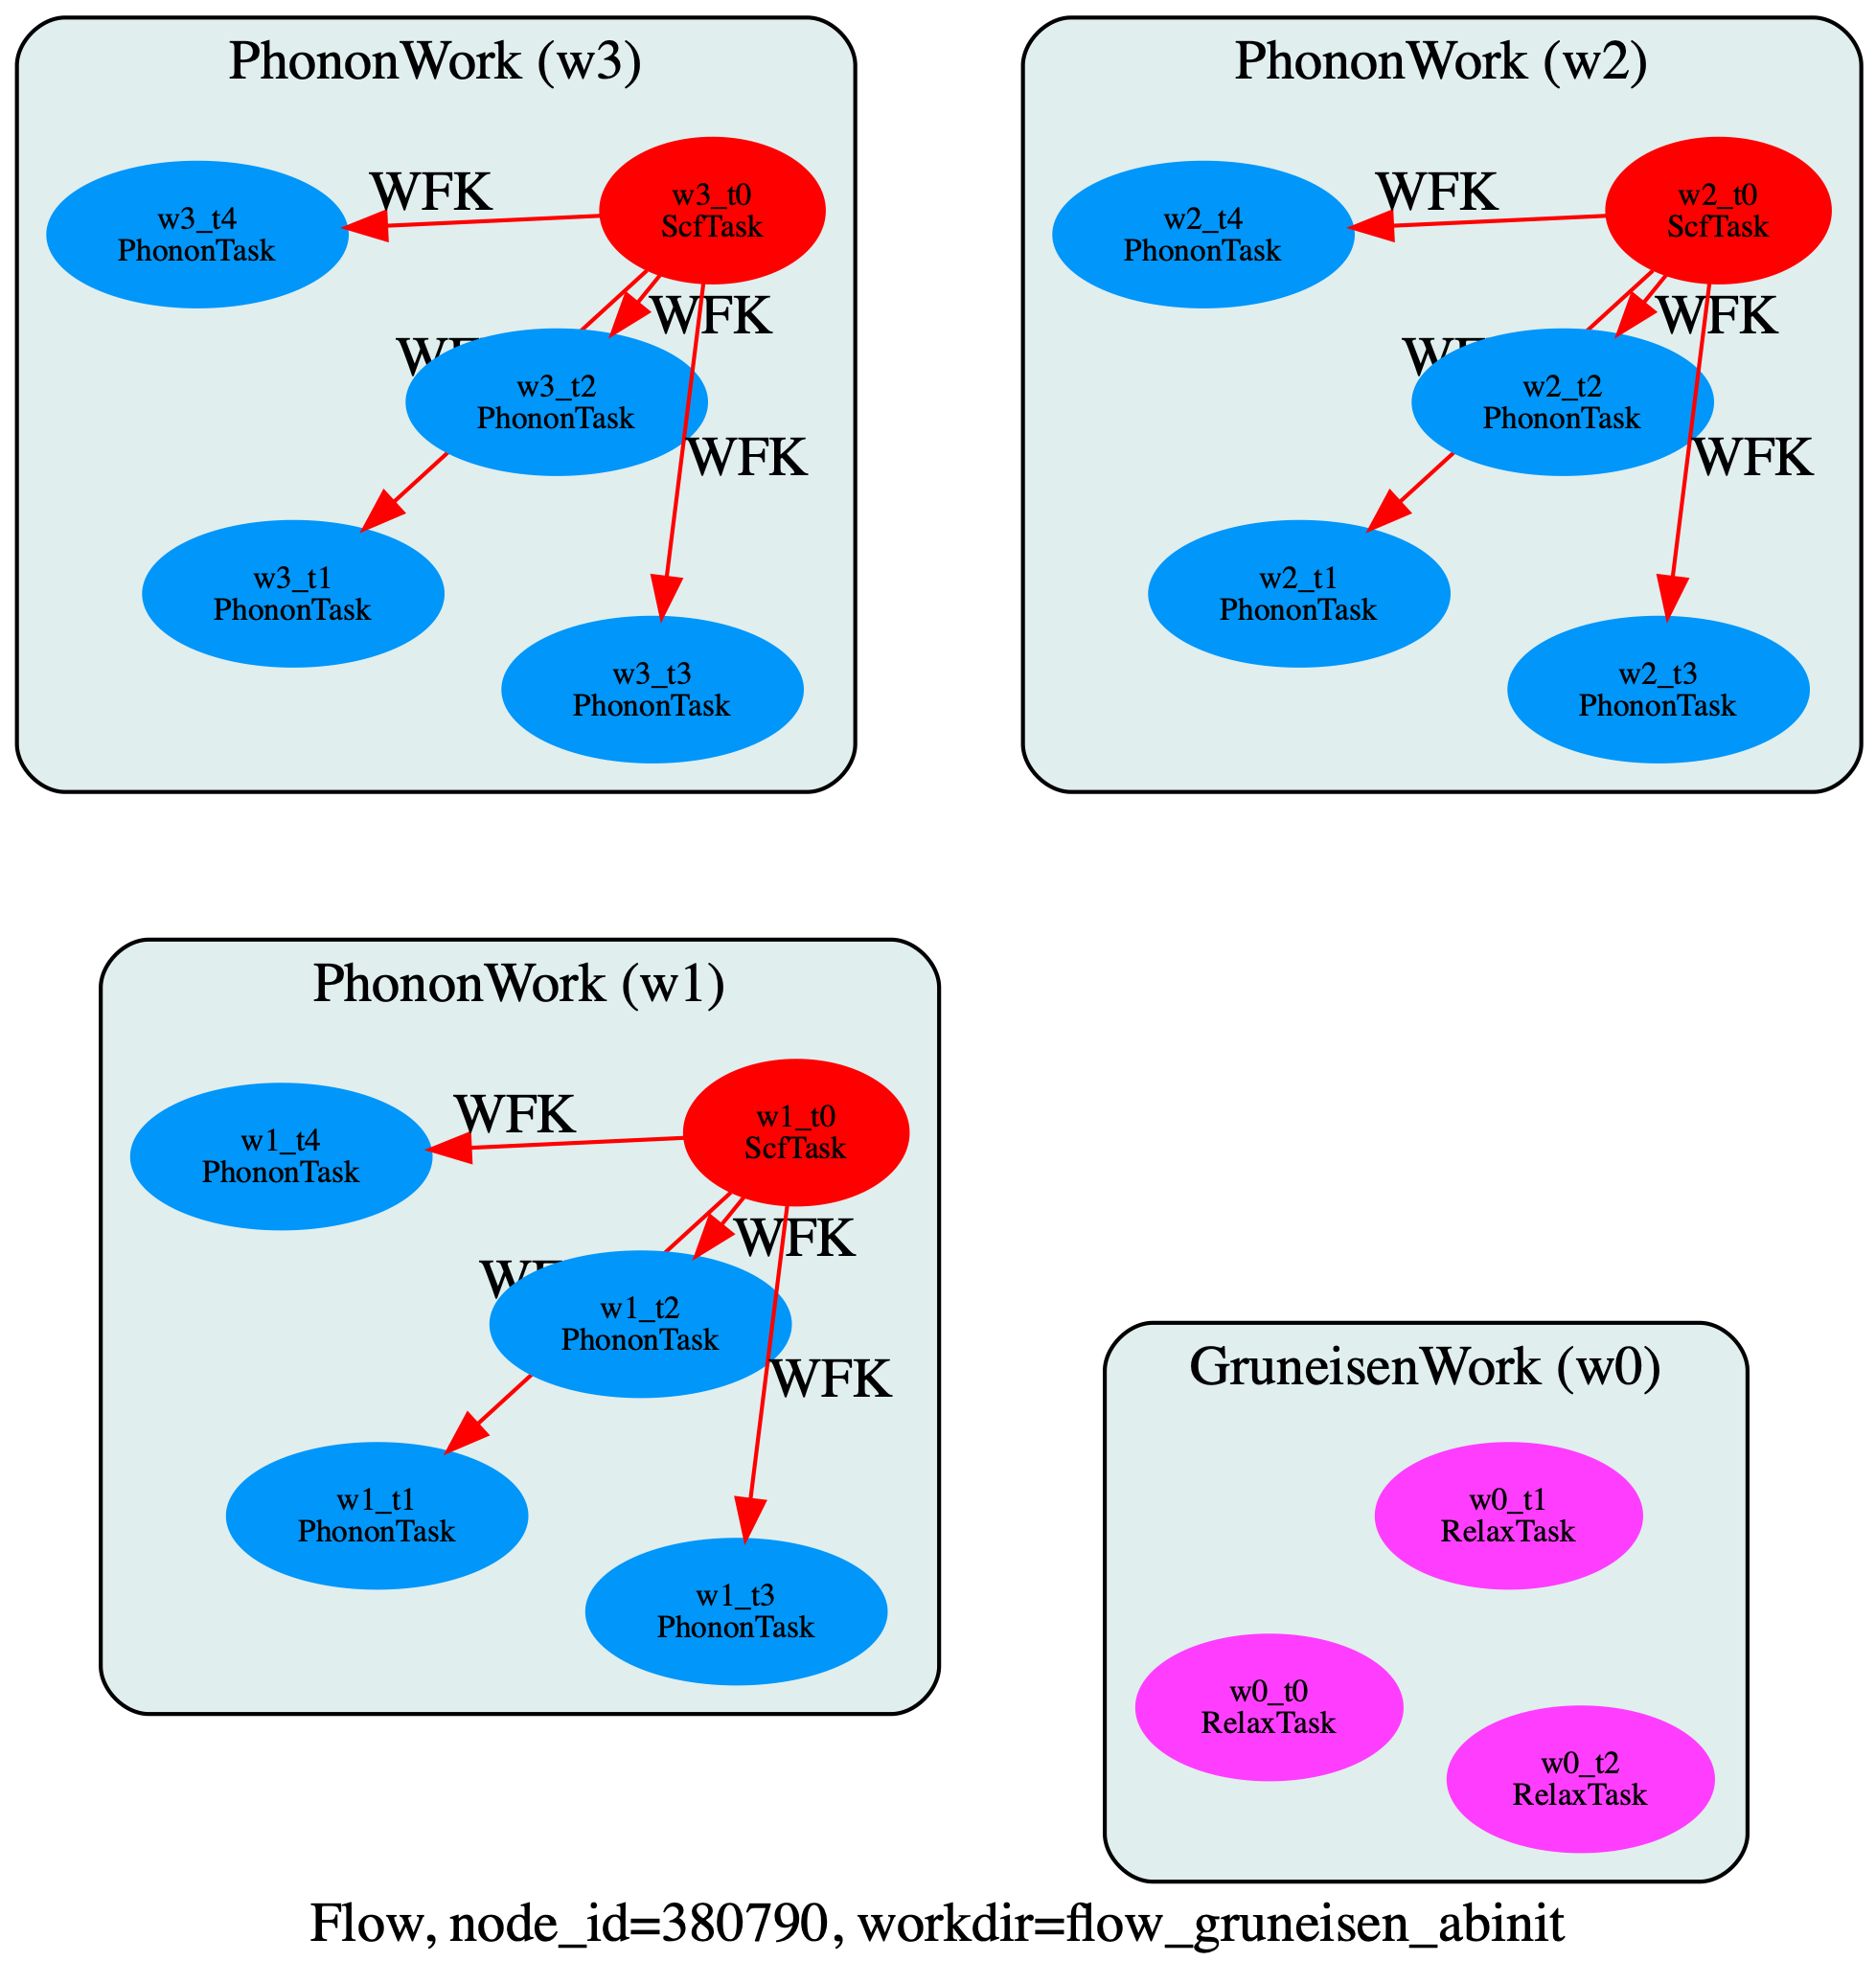 PhononWork (w3)
w3_t0
ScfTask
WFK
w3_t4
PhononTask
WFK
w3_t2
PhononTask
WFK
w3_t1
PhononTask
w3_t3
PhononTask
PhononWork (w2)
w2_t0
ScfTask
WFK
w2_t4
PhononTask
WFK
w2_t2
PhononTask
WFK
w2_t1
PhononTask
w2_t3
PhononTask
PhononWork (w1)
w1_t0
ScfTask
WFK
w1_t4
PhononTask
WFK
w1_t2
PhononTask
WFK
w1_t1
PhononTask
w1_t3
PhononTask
GruneisenWork (w0)
w0_t1
RelaxTask
w0_t0
RelaxTask
w0_t2
RelaxTask
Flow, node_id=380790, workdir=flow_gruneisen_abinit